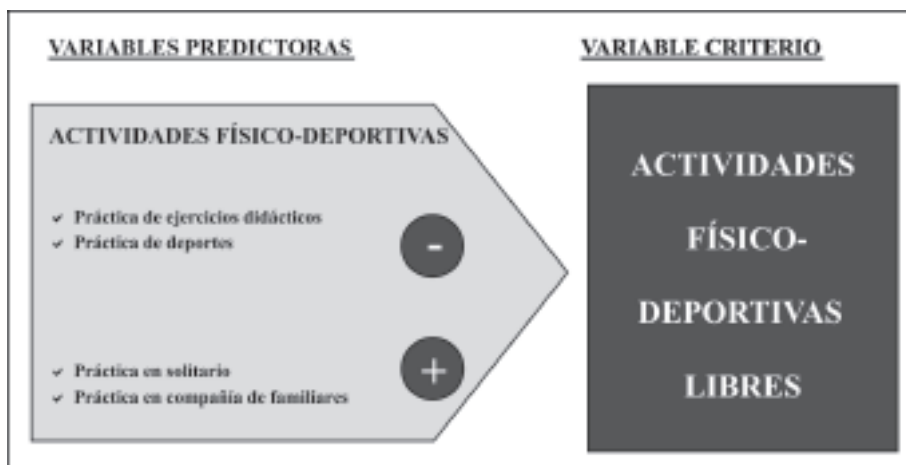 VARIABLES PREDICTORAS
VARIABLE CRITERIO
ACTIVIDADES FÍSICO-DEPORTIVAS
✓ Práctica de ejercicios didácticos
✓ Práctica de deportes
-
✓ Práctica en solitario
✓ Práctica en compañía de familiares
+
ACTIVIDADES
FÍSICO-
DEPORTIVAS
LIBRES